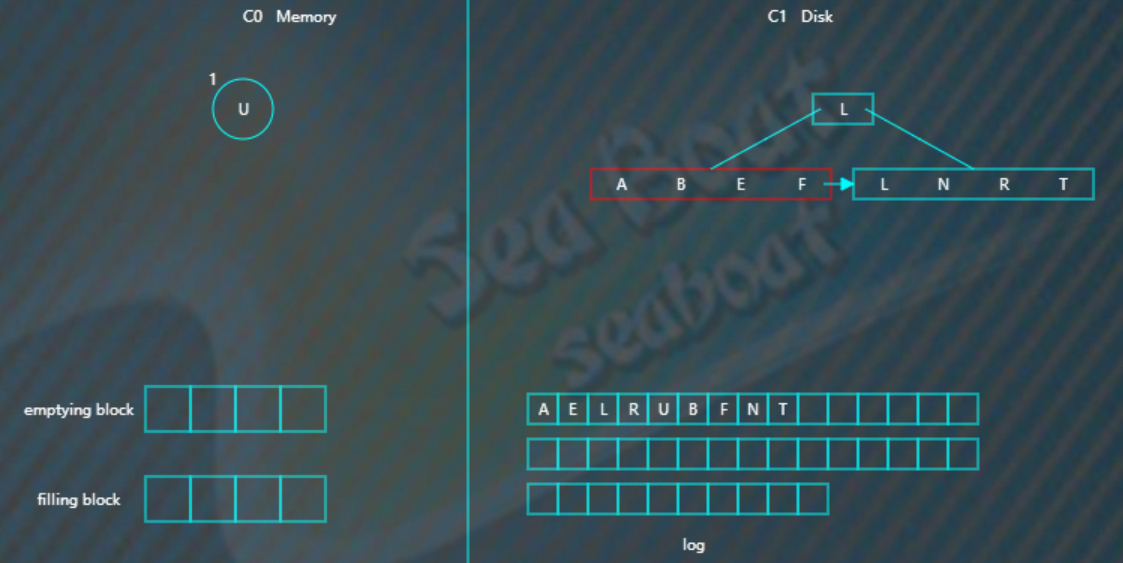 C0 Memory
C1 Disk
1
U
L
A B E F
L N R T
Sea Boat
seaboat
emptying block
A E L R U B F N T
filling block
log